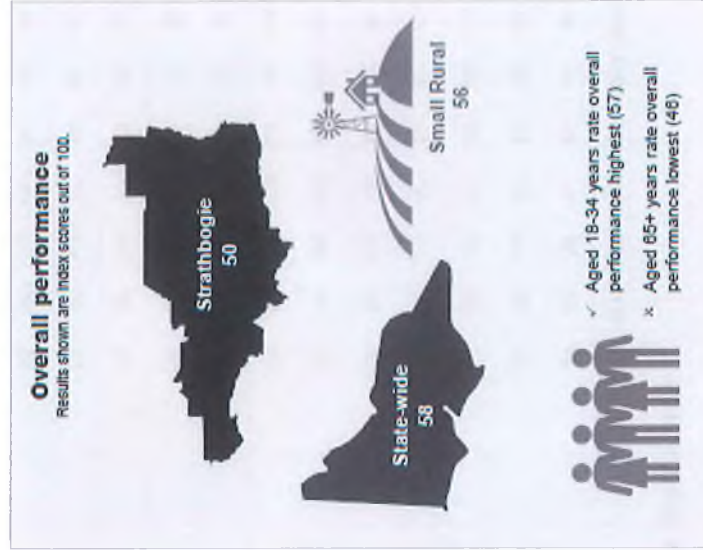 Overall performance
Results shown are index scores out of 100.
Strathbogie
50
State-wide
58
Small Rural
56
✓ Aged 18-34 years rate overall
performance highest (57)
× Aged 65+ years rate overall
performance lowest (46)